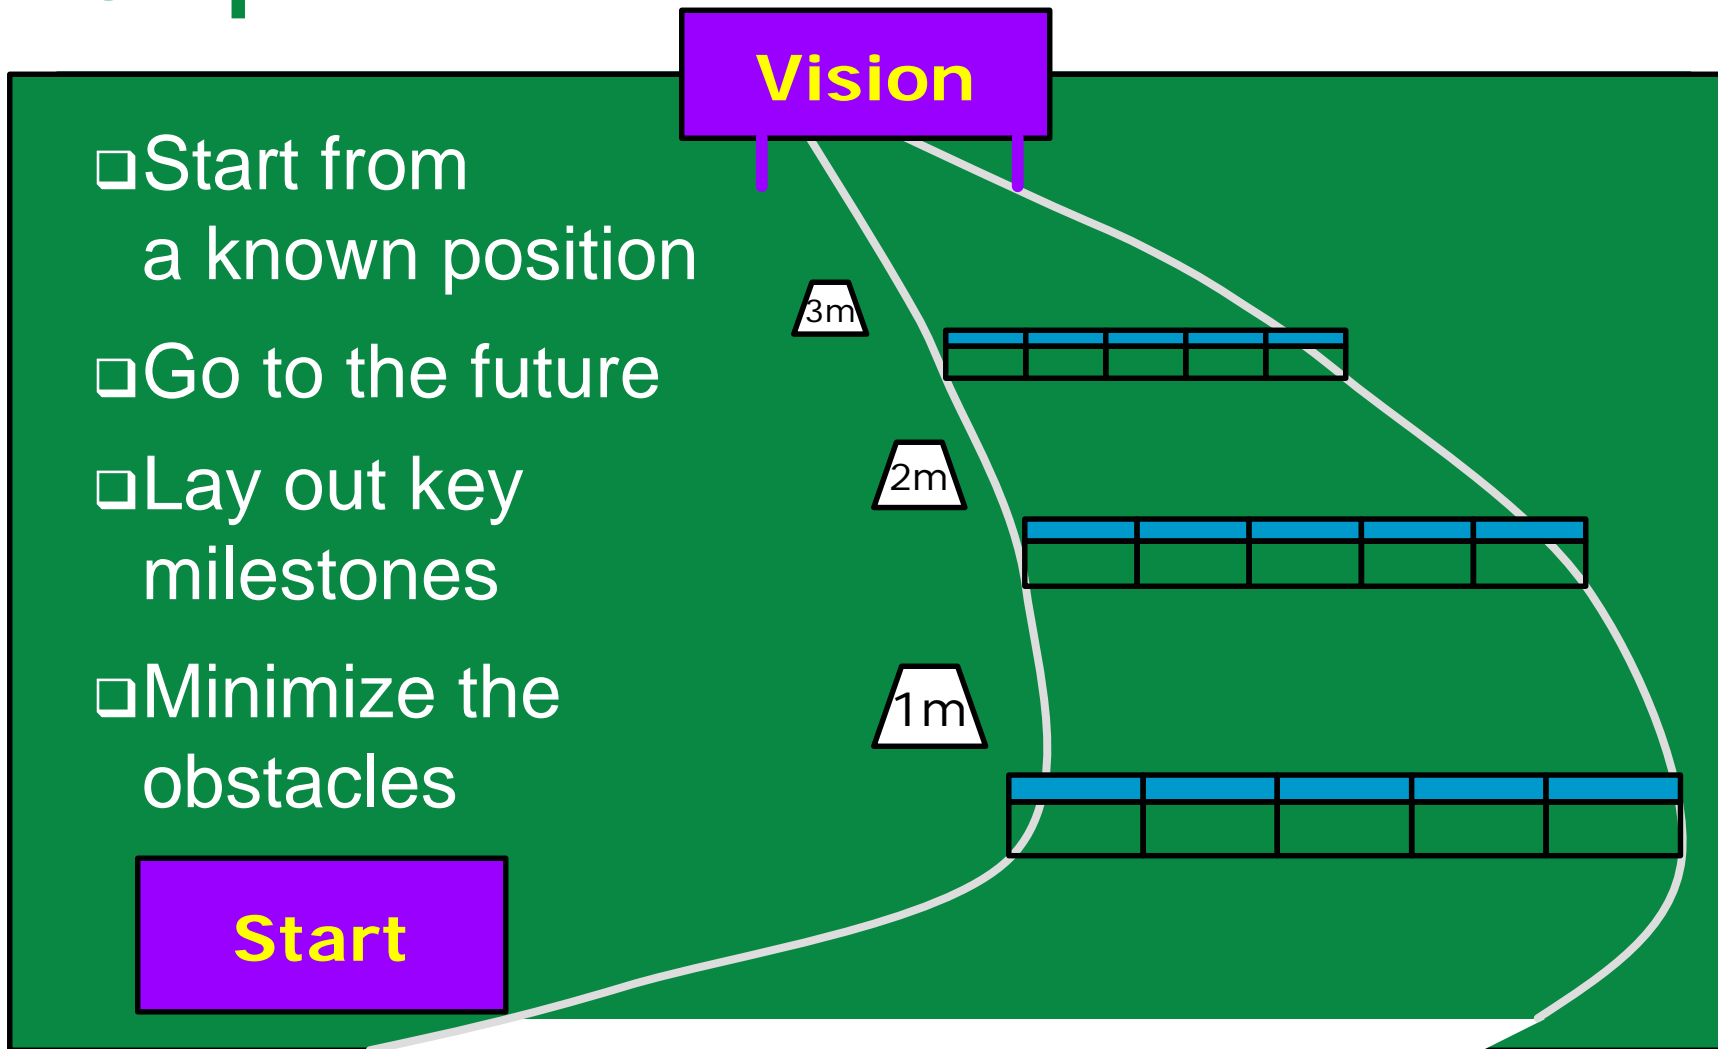 Vision
❑Start from
a known position
❑Go to the future
❑Lay out key
milestones
❑Minimize the
obstacles
3m
2m
1m
Start